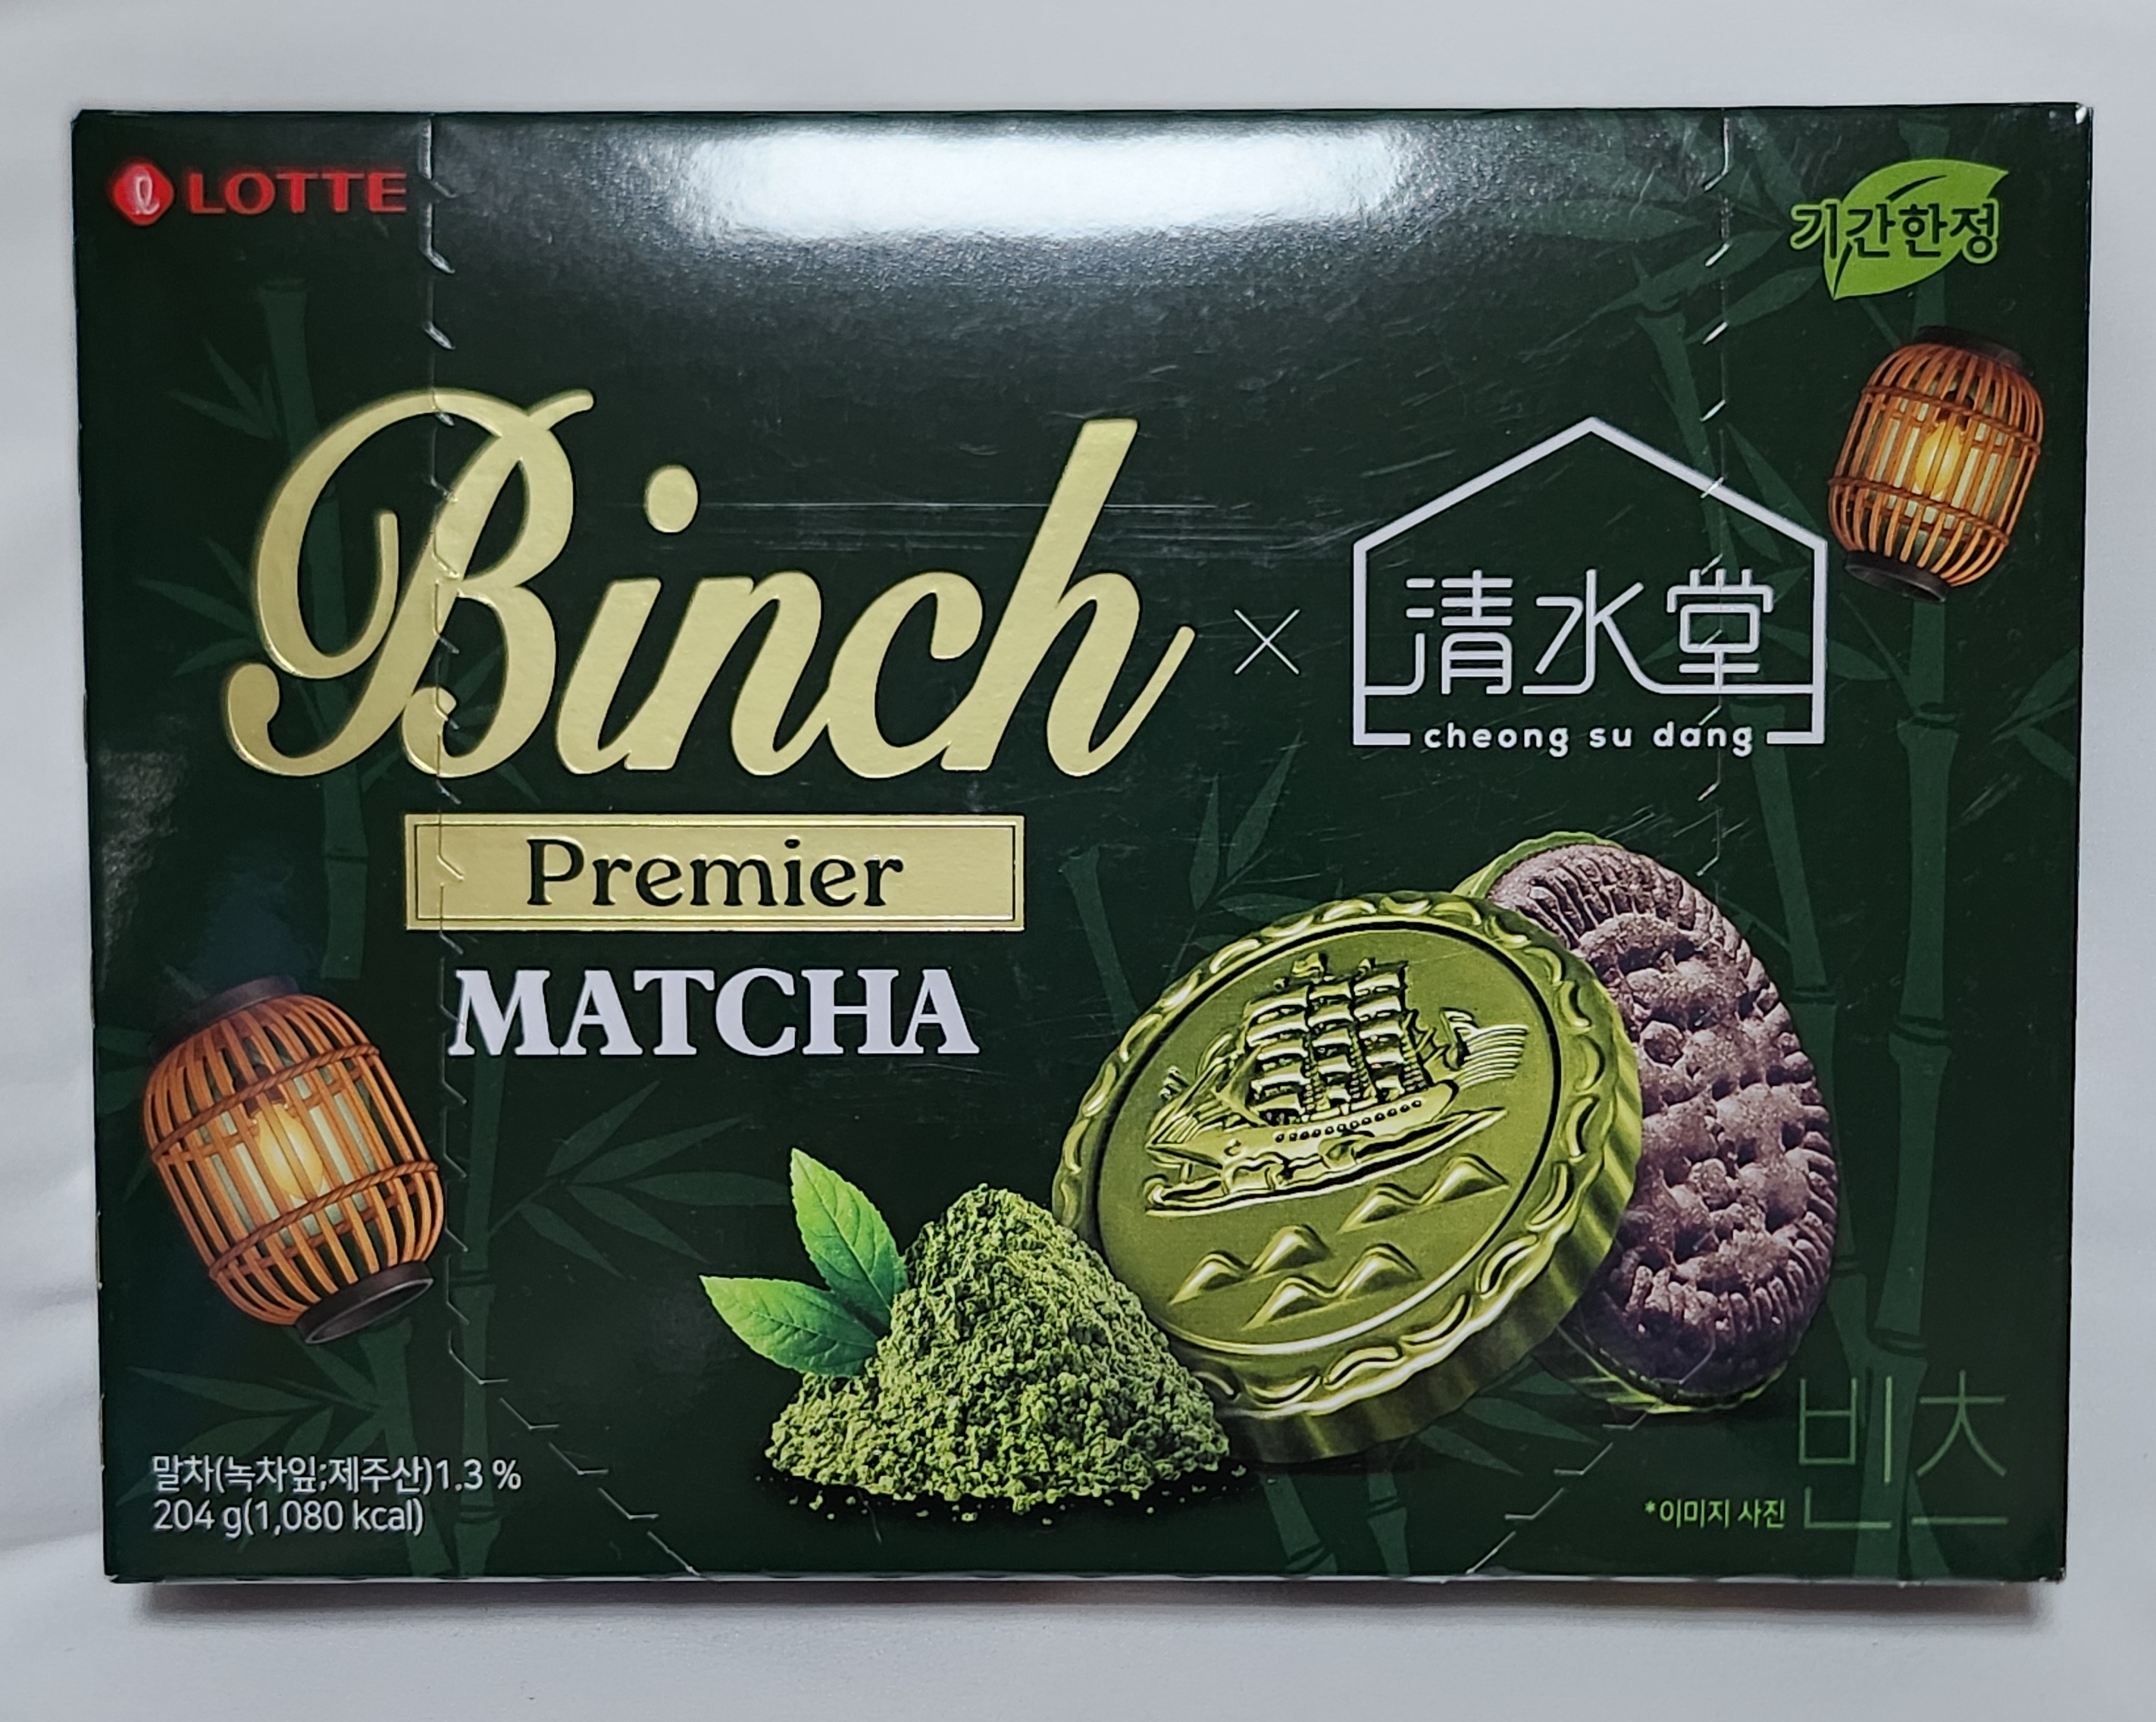 LOTTE
기간한정
Binch × 清水堂
cheong su dang
Premier
MATCHA
말차(녹차잎;제주산)1.3 %
204 g(1,080 kcal)
빈츠
*이미지 사진